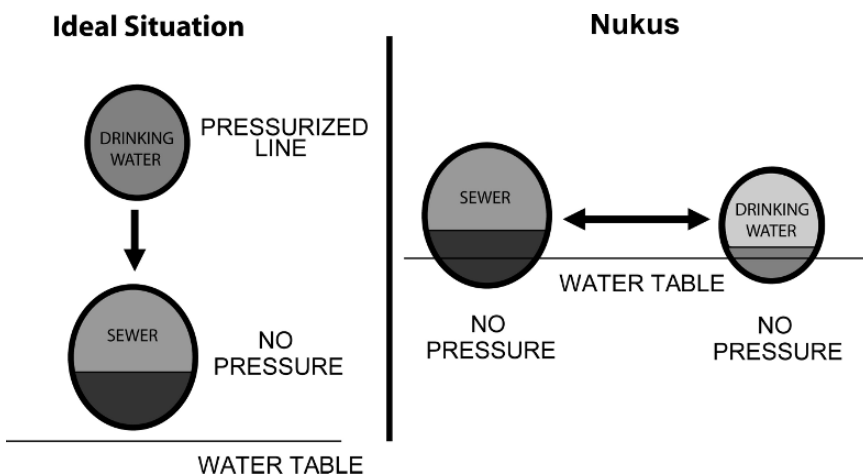 Ideal Situation
DRINKING
WATER
PRESSURIZED
LINE
SEWER
NO
PRESSURE
WATER TABLE
Nukus
SEWER
DRINKING
WATER
WATER TABLE
NO
PRESSURE
NO
PRESSURE